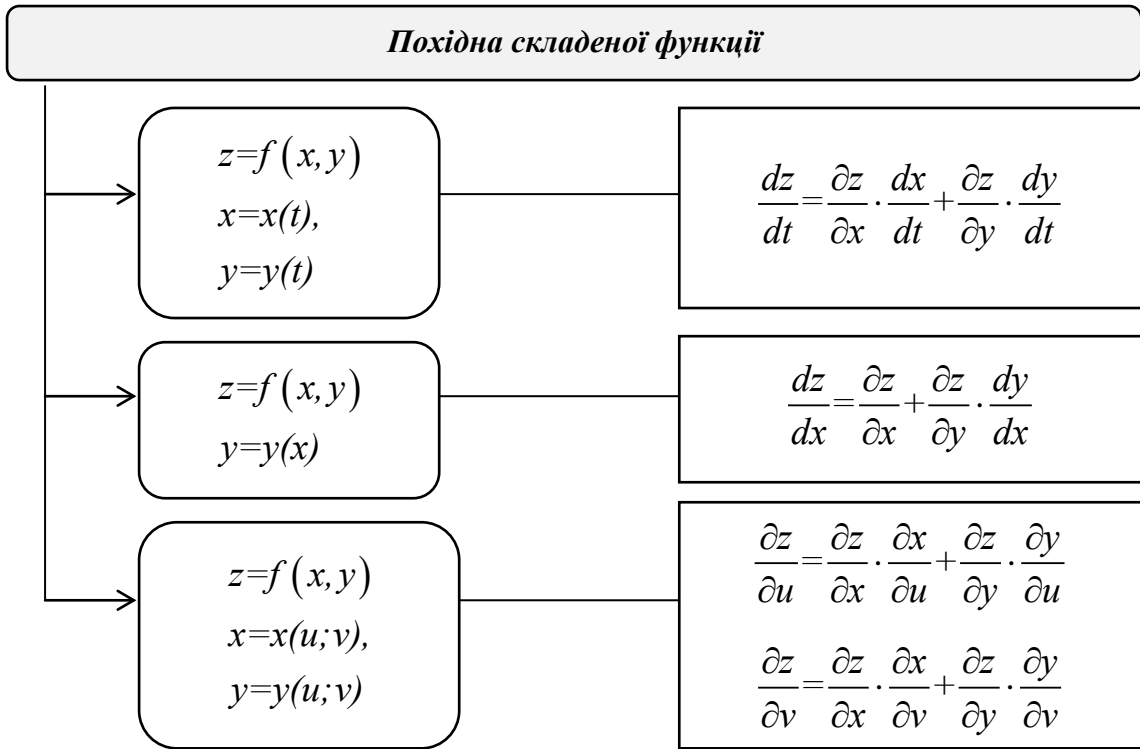 Похідна складеної функції
z=f(x,y)
x=x(t),
y=y(t)
dz/dt=∂z/∂x·dx/dt+∂z/∂y·dy/dt
z=f(x,y)
y=y(x)
dz/dx=∂z/∂x+∂z/∂y·dy/dx
z=f(x,y)
x=x(u;v),
y=y(u;v)
∂z/∂u=∂z/∂x·∂x/∂u+∂z/∂y·∂y/∂u
∂z/∂v=∂z/∂x·∂x/∂v+∂z/∂y·∂y/∂v